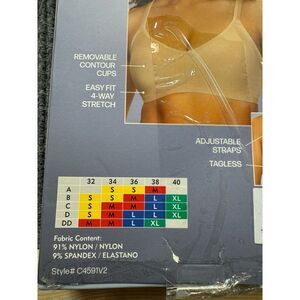 REMOVABLE
CONTOUR
CUPS
EASY FIT
4-WAY
STRETCH
ADJUSTABLE
STRAPS
TAGLESS
32 34 36 38 40
A S S M
B S S M L XL
C S M M L XL
D S M L L XL
DD M M L XL
Fabric Content:
91% NYLON / NYLON
9% SPANDEX / ELASTANO
Style# C4591V2